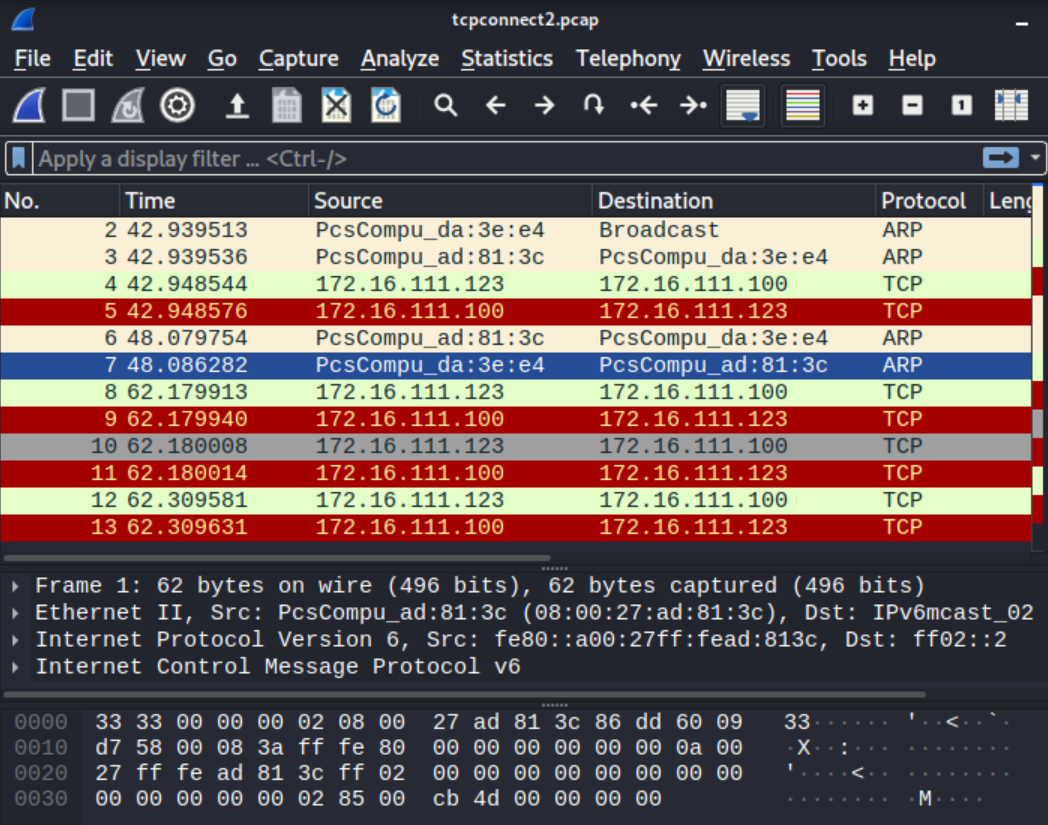 tcpconnect2.pcap
File Edit View Go Capture Analyze Statistics Telephony Wireless Tools Help
Apply a display filter ... <Ctrl-/>
No. Time Source Destination Protocol Leng
2 42.939513 PcsCompu_da:3e:e4 Broadcast ARP
3 42.939536 PcsCompu_ad:81:3c PcsCompu_da:3e:e4 ARP
4 42.948544 172.16.111.123 172.16.111.100 TCP
5 42.948576 172.16.111.100 172.16.111.123 TCP
6 48.079754 PcsCompu_ad:81:3c PcsCompu_da:3e:e4 ARP
7 48.086282 PcsCompu_da:3e:e4 PcsCompu_ad:81:3c ARP
8 62.179913 172.16.111.123 172.16.111.100 TCP
9 62.179940 172.16.111.100 172.16.111.123 TCP
10 62.180008 172.16.111.123 172.16.111.100 TCP
11 62.180014 172.16.111.100 172.16.111.123 TCP
12 62.309581 172.16.111.123 172.16.111.100 TCP
13 62.309631 172.16.111.100 172.16.111.123 TCP
Frame 1: 62 bytes on wire (496 bits), 62 bytes captured (496 bits)
Ethernet II, Src: PcsCompu_ad:81:3c (08:00:27:ad:81:3c), Dst: IPv6mcast_02
Internet Protocol Version 6, Src: fe80::a00:27ff:fead:813c, Dst: ff02::2
Internet Control Message Protocol v6
0000 33 33 00 00 00 02 08 00 27 ad 81 3c 86 dd 60 09 33······ '··<··`·
0010 d7 58 00 08 3a ff fe 80 00 00 00 00 00 00 0a 00 ·X··:··· ········
0020 27 ff fe ad 81 3c ff 02 00 00 00 00 00 00 00 00 '····<·· ········
0030 00 00 00 00 00 02 85 00 cb 4d 00 00 00 00 ········ ·M····